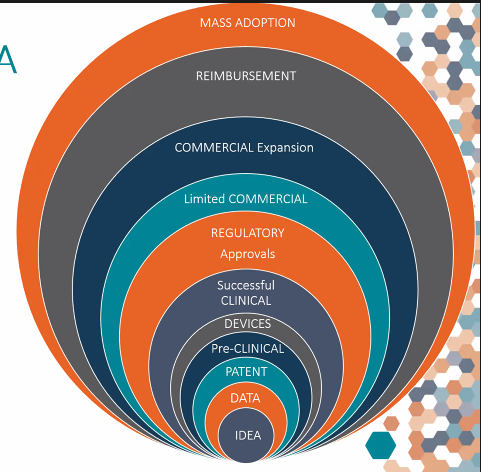 A
MASS ADOPTION
REIMBURSEMENT
COMMERCIAL Expansion
Limited COMMERCIAL
REGULATORY
Approvals
Successful
CLINICAL
DEVICES
Pre-CLINICAL
PATENT
DATA
IDEA